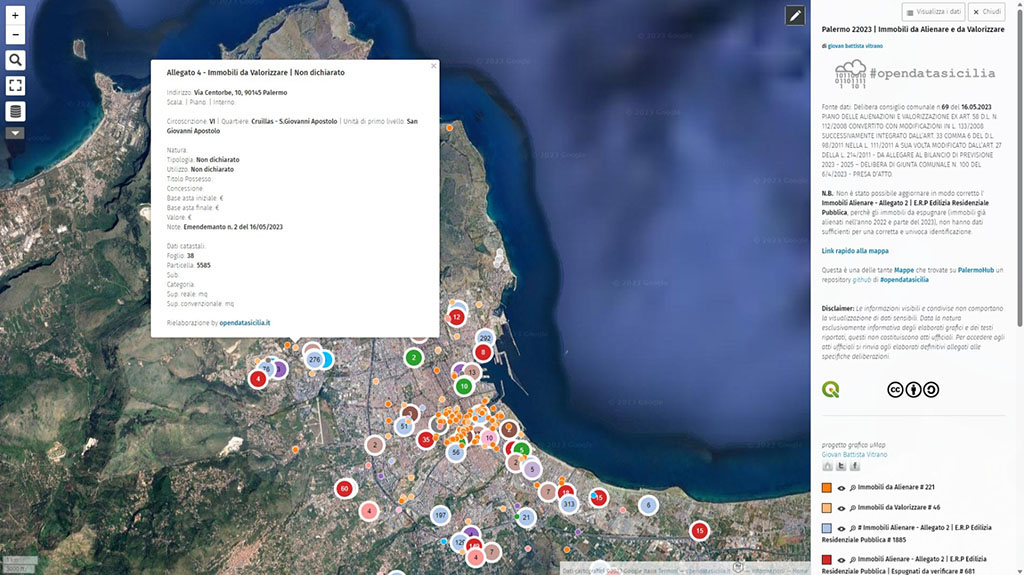 +
−
Allegato 4 - Immobili da Valorizzare | Non dichiarato
Indirizzo: Via Centorbe, 10, 90145 Palermo
Scala: | Piano: | Interno:
Circoscrizione: VI | Quartiere: Cruillas - S.Giovanni Apostolo | Unità di primo livello: San
Giovanni Apostolo
Natura:
Tipologia: Non dichiarato
Utilizzo: Non dichiarato
Titolo Possesso:
Concessione:
Base asta iniziale: €
Base asta finale: €
Valore: €
Note: Emendemanto n. 2 del 16/05/2023
Dati catastali:
Foglio: 38
Particella: 5585
Sub:
Categoria:
Sup. reale: mq
Sup. convenzionale: mq
Rielaborazione by opendatasicilia.it
12
292
8
2
276
76
4
13
10
51
35
10
2
56
5
2
5
60
4
7
313
15
6
197
21
15
7
4
Visualizza i dati
Chiudi
Palermo 22023 | Immobili da Alienare e da Valorizzare
di giovan battista vitrano
#opendatasicilia
Fonte dati: Delibera consiglio comunale n 69 del 16.05.2023
PIANO DELLE ALIENAZIONI E VALORIZZAZIONE EX ART. 58 D.L. N.
112/2008 CONVERTITO CON MODIFICAZIONI IN L. 133/2008
SUCCESSIVAMENTE INTEGRATO DALL'ART. 33 COMMA 6 DEL D.L.
98/2011 NELLA L. 111/2011 A SUA VOLTA MODIFICATO DALL'ART. 27
DELLA L. 214/2011 - DA ALLEGARE AL BILANCIO DI PREVISIONE
2023 - 2025 – DELIBERA DI GIUNTA COMUNALE N. 100 DEL
6/4/2023 - PRESA D'ATTO.
N.B.: Non è stato possibile aggiornare in modo corretto l'
Immobili Alienare - Allegato 2 | E.R.P Edilizia Residenziale
Pubblica, perchè gli immobili da espugnare (immobili già
alienati nell'anno 2022 e parte del 2023), non hanno dati
sufficienti per una corretta e univoca identificazione.
Link rapido alla mappa
Questa è una delle tante Mappe che trovate su PalermoHub un
repository github di #opendatasicilia
Disclaimer: Le informazioni visibili e condivise non comportano
la visualizzazione di dati sensibili. Data la natura
esclusivamente informativa degli elaborati grafici e dei testi
riportati, questi non costituiscono atti ufficiali. Per accedere agli
atti ufficiali si rinvia agli elaborati definitivi allegati alle
specifiche deliberazioni.
progetto grafico uMap
Giovan Battista Vitrano
Immobili da Alienare # 221
Immobili da Valorizzare # 46
# Immobili Alienare - Allegato 2 | E.R.P Edilizia
Residenziale Pubblica # 1885
Immobili Alienare - Allegato 2 | E.R.P Edilizia
Residenziale Pubblica | Espugnati da verificare # 681